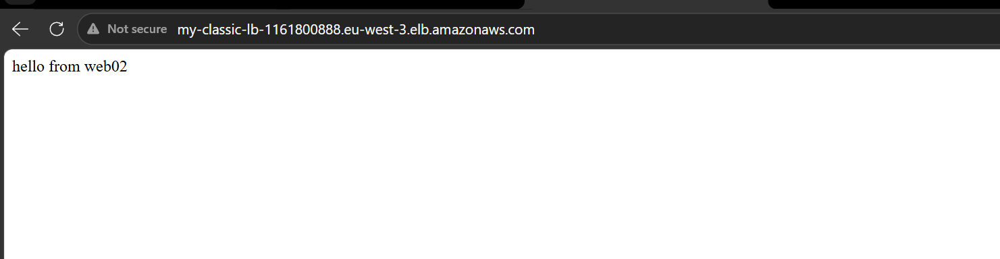 Not secure my-classic-lb-1161800888.eu-west-3.elb.amazonaws.com
hello from web02